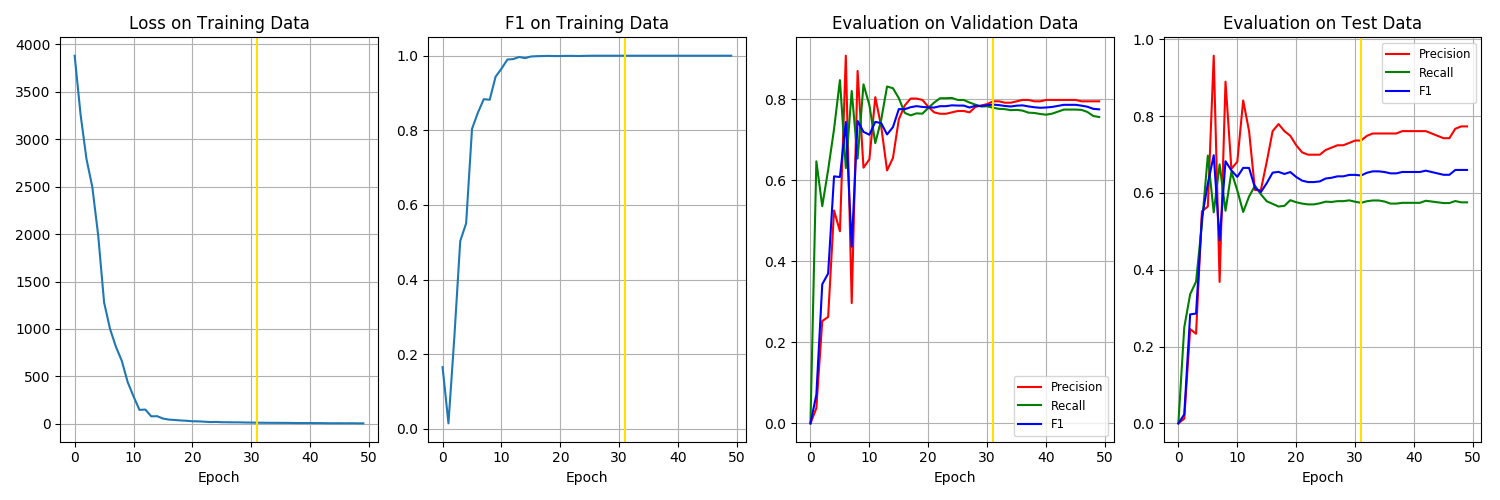 Loss on Training Data
4000
3500
3000
2500
2000
1500
1000
500
0
0 10 20 30 40 50
Epoch
F1 on Training Data
1.0
0.8
0.6
0.4
0.2
0.0
0 10 20 30 40 50
Epoch
Evaluation on Validation Data
0.8
0.6
0.4
0.2
0.0
Precision
Recall
F1
0 10 20 30 40 50
Epoch
Evaluation on Test Data
1.0
0.8
0.6
0.4
0.2
0.0
Precision
Recall
F1
0 10 20 30 40 50
Epoch